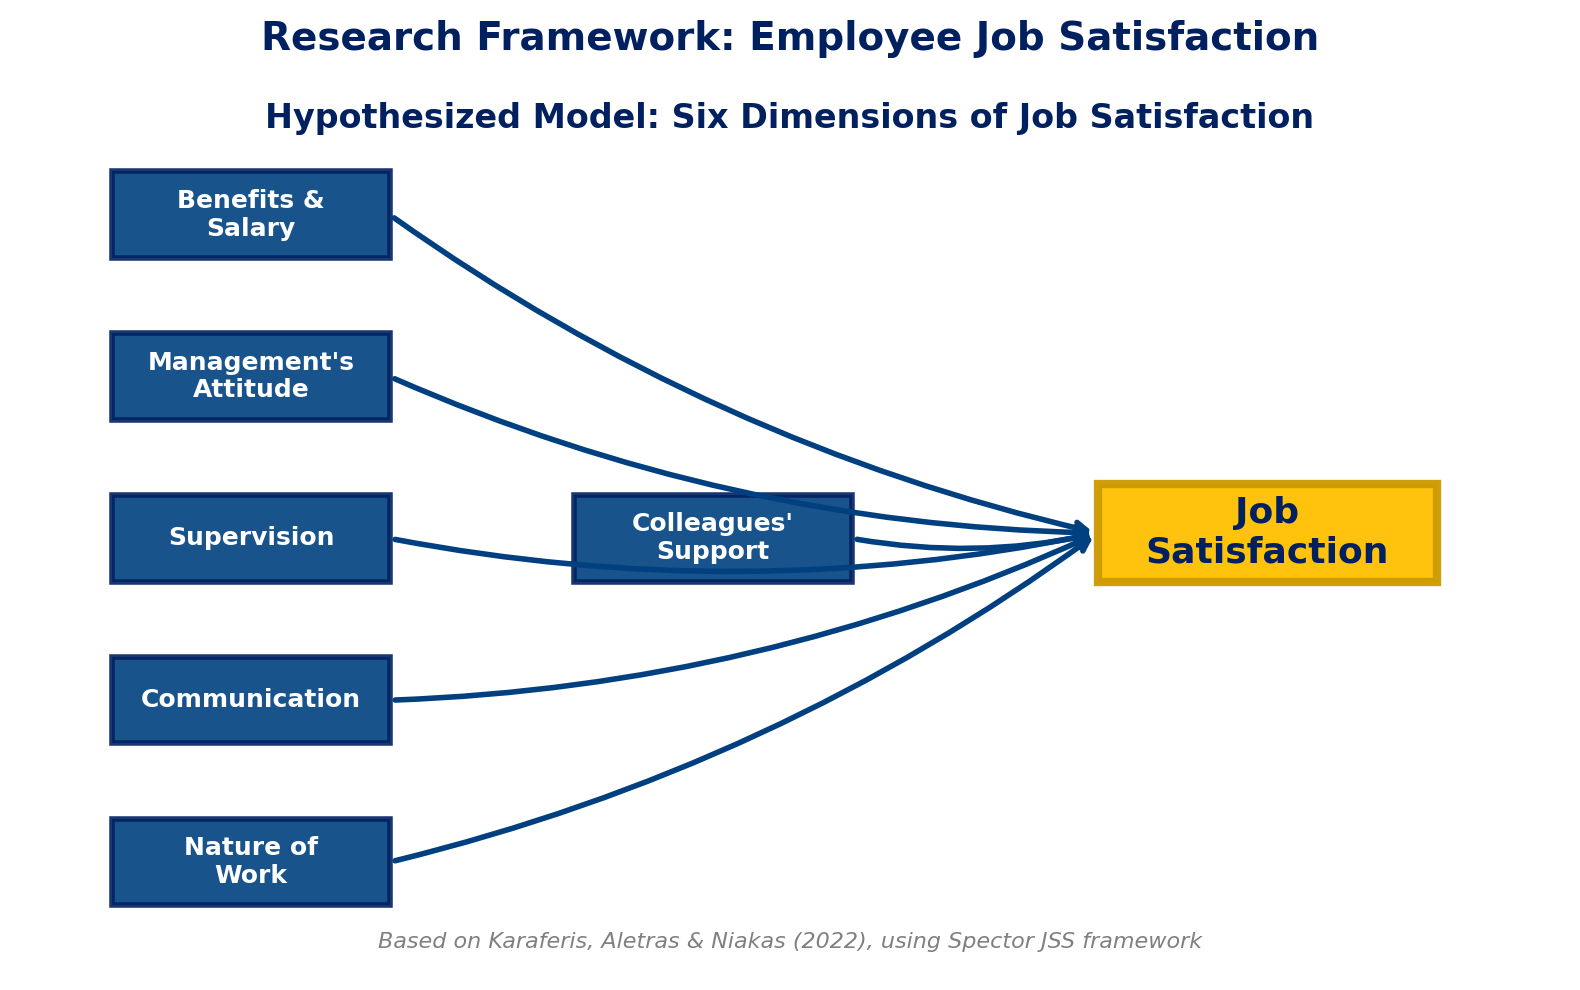 Research Framework: Employee Job Satisfaction
Hypothesized Model: Six Dimensions of Job Satisfaction
Benefits &
Salary
Management's
Attitude
Supervision
Colleagues'
Support
Job
Satisfaction
Communication
Nature of
Work
Based on Karaferis, Aletras & Niakas (2022), using Spector JSS framework